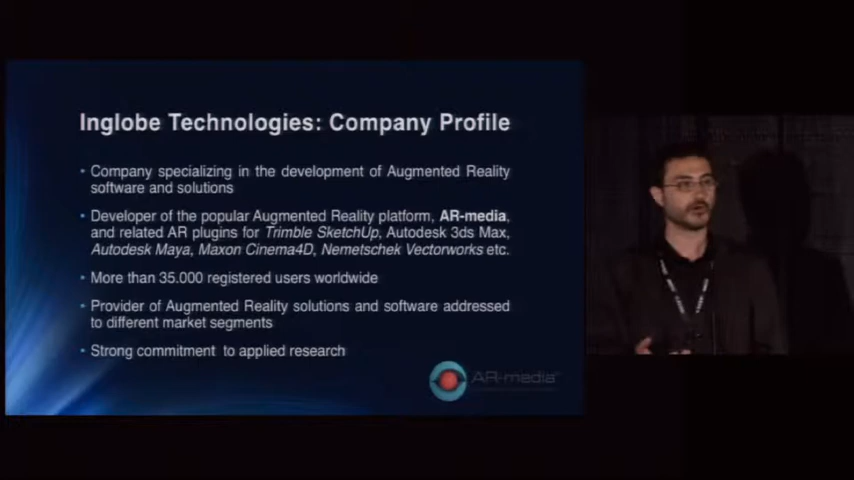 Inglobe Technologies: Company Profile
• Company specializing in the development of Augmented Reality
software and solutions
• Developer of the popular Augmented Reality platform, AR-media,
and related AR plugins for Trimble SketchUp, Autodesk 3ds Max,
Autodesk Maya, Maxon Cinema4D, Nemetschek Vectorworks etc.
• More than 35.000 registered users worldwide
• Provider of Augmented Reality solutions and software addressed
to different market segments
• Strong commitment to applied research
AR-media